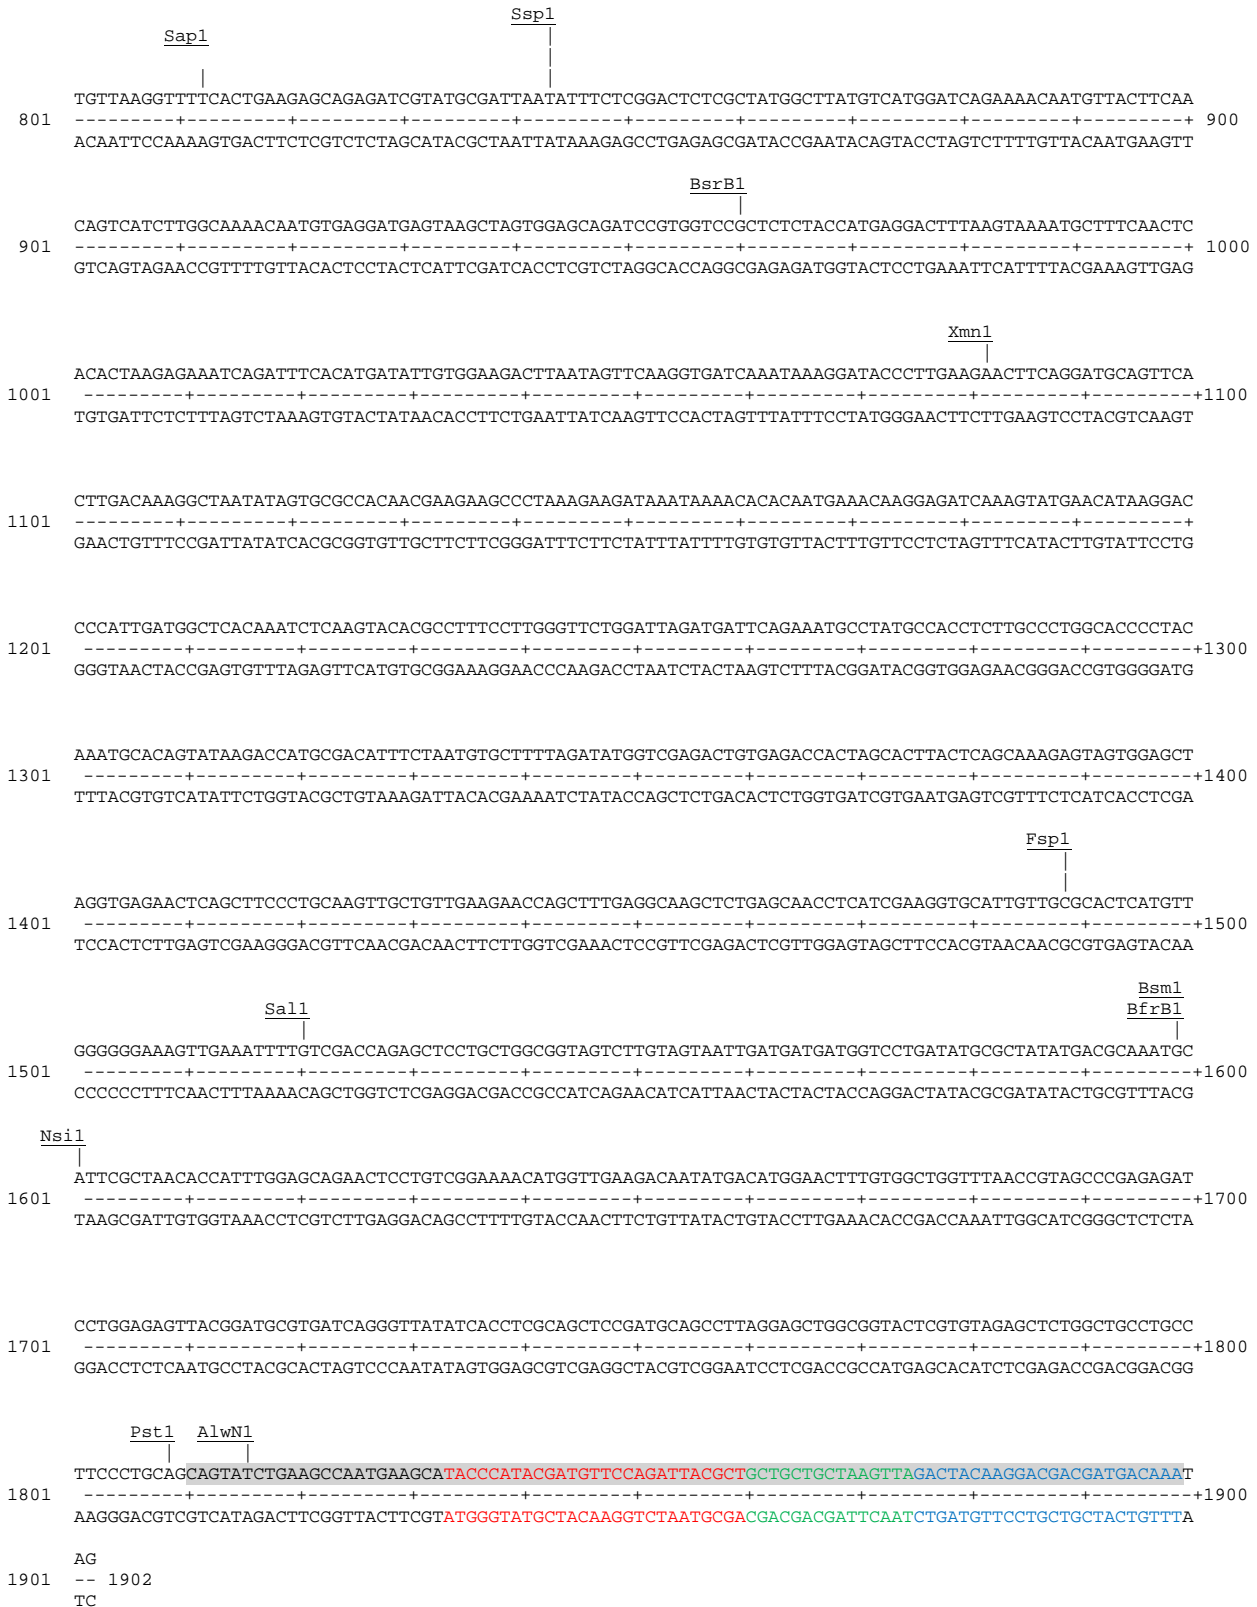 Ssp1
Sap1
|
|
| |
TGTTAAGGTTTTCACTGAAGAGCAGAGATCGTATGCGATTAATATTTCTCGGACTCTCGCTATGGCTTATGTCATGGATCAGAAAACAATGTTACTTCAA
801 ---------+---------+---------+---------+---------+---------+---------+---------+---------+---------+ 900
ACAATTCCAAAAGTGACTTCTCGTCTCTAGCATACGCTAATTATAAAGAGCCTGAGAGCGATACCGAATACAGTACCTAGTCTTTTGTTACAATGAAGTT
BsrB1
|
CAGTCATCTTGGCAAAACAATGTGAGGATGAGTAAGCTAGTGGAGCAGATCCGTGGTCCGCTCTCTACCATGAGGACTTTAAGTAAAATGCTTTCAACTC
901 ---------+---------+---------+---------+---------+---------+---------+---------+---------+---------+ 1000
GTCAGTAGAACCGTTTTGTTACACTCCTACTCATTCGATCACCTCGTCTAGGCACCAGGCGAGAGATGGTACTCCTGAAATTCATTTTACGAAAGTTGAG
Xmn1
|
ACACTAAGAGAAATCAGATTTCACATGATATTGTGGAAGACTTAATAGTTCAAGGTGATCAAATAAAGGATACCCTTGAAGAACTTCAGGATGCAGTTCA
1001 ---------+---------+---------+---------+---------+---------+---------+---------+---------+---------+1100
TGTGATTCTCTTTAGTCTAAAGTGTACTATAACACCTTCTGAATTATCAAGTTCCACTAGTTTATTTCCTATGGGAACTTCTTGAAGTCCTACGTCAAGT
CTTGACAAAGGCTAATATAGTGCGCCACAACGAAGAAGCCCTAAAGAAGATAAATAAAACACACAATGAAACAAGGAGATCAAAGTATGAACATAAGGAC
1101 ---------+---------+---------+---------+---------+---------+---------+---------+---------+---------+
GAACTGTTTCCGATTATATCACGCGGTGTTGCTTCTTCGGGATTTCTTCTATTTATTTTGTGTGTTACTTTGTTCCTCTAGTTTCATACTTGTATTCCTG
CCCATTGATGGCTCACAAATCTCAAGTACACGCCTTTCCTTGGGTTCTGGATTAGATGATTCAGAAATGCCTATGCCACCTCTTGCCCTGGCACCCCTAC
1201 ---------+---------+---------+---------+---------+---------+---------+---------+---------+---------+1300
GGGTAACTACCGAGTGTTTAGAGTTCATGTGCGGAAAGGAACCCAAGACCTAATCTACTAAGTCTTTACGGATACGGTGGAGAACGGGACCGTGGGGATG
AAATGCACAGTATAAGACCATGCGACATTTCTAATGTGCTTTTAGATATGGTCGAGACTGTGAGACCACTAGCACTTACTCAGCAAAGAGTAGTGGAGCT
1301 ---------+---------+---------+---------+---------+---------+---------+---------+---------+---------+1400
TTTACGTGTCATATTCTGGTACGCTGTAAAGATTACACGAAAATCTATACCAGCTCTGACACTCTGGTGATCGTGAATGAGTCGTTTCTCATCACCTCGA
Fsp1
|
|
AGGTGAGAACTCAGCTTCCCTGCAAGTTGCTGTTGAAGAACCAGCTTTGAGGCAAGCTCTGAGCAACCTCATCGAAGGTGCATTGTTGCGCACTCATGTT
1401 ---------+---------+---------+---------+---------+---------+---------+---------+---------+---------+1500
TCCACTCTTGAGTCGAAGGGACGTTCAACGACAACTTCTTGGTCGAAACTCCGTTCGAGACTCGTTGGAGTAGCTTCCACGTAACAACGCGTGAGTACAA
Bsm1
Sal1 BfrB1
| |
GGGGGGAAAGTTGAAATTTTGTCGACCAGAGCTCCTGCTGGCGGTAGTCTTGTAGTAATTGATGATGATGGTCCTGATATGCGCTATATGACGCAAATGC
1501 ---------+---------+---------+---------+---------+---------+---------+---------+---------+---------+1600
CCCCCCTTTCAACTTTAAAACAGCTGGTCTCGAGGACGACCGCCATCAGAACATCATTAACTACTACTACCAGGACTATACGCGATATACTGCGTTTACG
Nsi1
|
ATTCGCTAACACCATTTGGAGCAGAACTCCTGTCGGAAAACATGGTTGAAGACAATATGACATGGAACTTTGTGGCTGGTTTAACCGTAGCCCGAGAGAT
1601 ---------+---------+---------+---------+---------+---------+---------+---------+---------+---------+1700
TAAGCGATTGTGGTAAACCTCGTCTTGAGGACAGCCTTTTGTACCAACTTCTGTTATACTGTACCTTGAAACACCGACCAAATTGGCATCGGGCTCTCTA
CCTGGAGAGTTACGGATGCGTGATCAGGGTTATATCACCTCGCAGCTCCGATGCAGCCTTAGGAGCTGGCGGTACTCGTGTAGAGCTCTGGCTGCCTGCC
1701 ---------+---------+---------+---------+---------+---------+---------+---------+---------+---------+1800
GGACCTCTCAATGCCTACGCACTAGTCCCAATATAGTGGAGCGTCGAGGCTACGTCGGAATCCTCGACCGCCATGAGCACATCTCGAGACCGACGGACGG
Pst1 AlwN1
| |
TTCCCTGCAGCAGTATCTGAAGCCAATGAAGCATACCCATACGATGTTCCAGATTACGCTGCTGCTGCTAAGTTAGACTACAAGGACGACGATGACAAAT
1801 ---------+---------+---------+---------+---------+---------+---------+---------+---------+---------+1900
AAGGGACGTCGTCATAGACTTCGGTTACTTCGTATGGGTATGCTACAAGGTCTAATGCGACGACGACGATTCAATCTGATGTTCCTGCTGCTACTGTTTA
AG
1901 -- 1902
TC